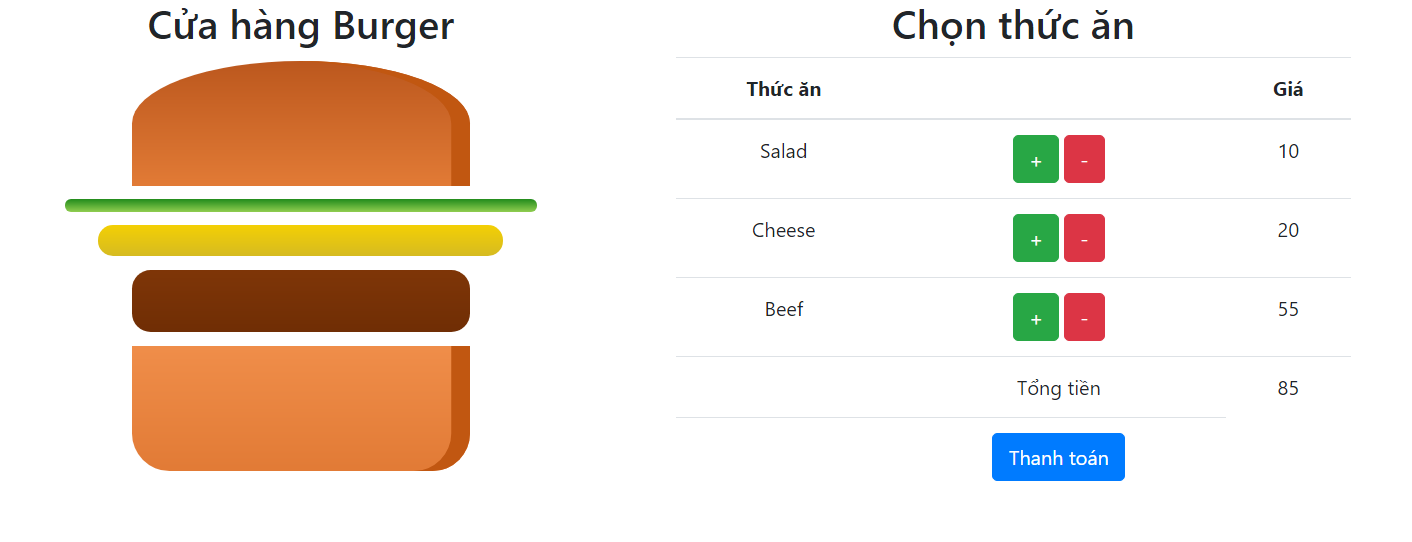 Cửa hàng Burger
Chọn thức ăn
Thức ăn Giá
Salad + - 10
Cheese + - 20
Beef + - 55
Tổng tiền 85
Thanh toán